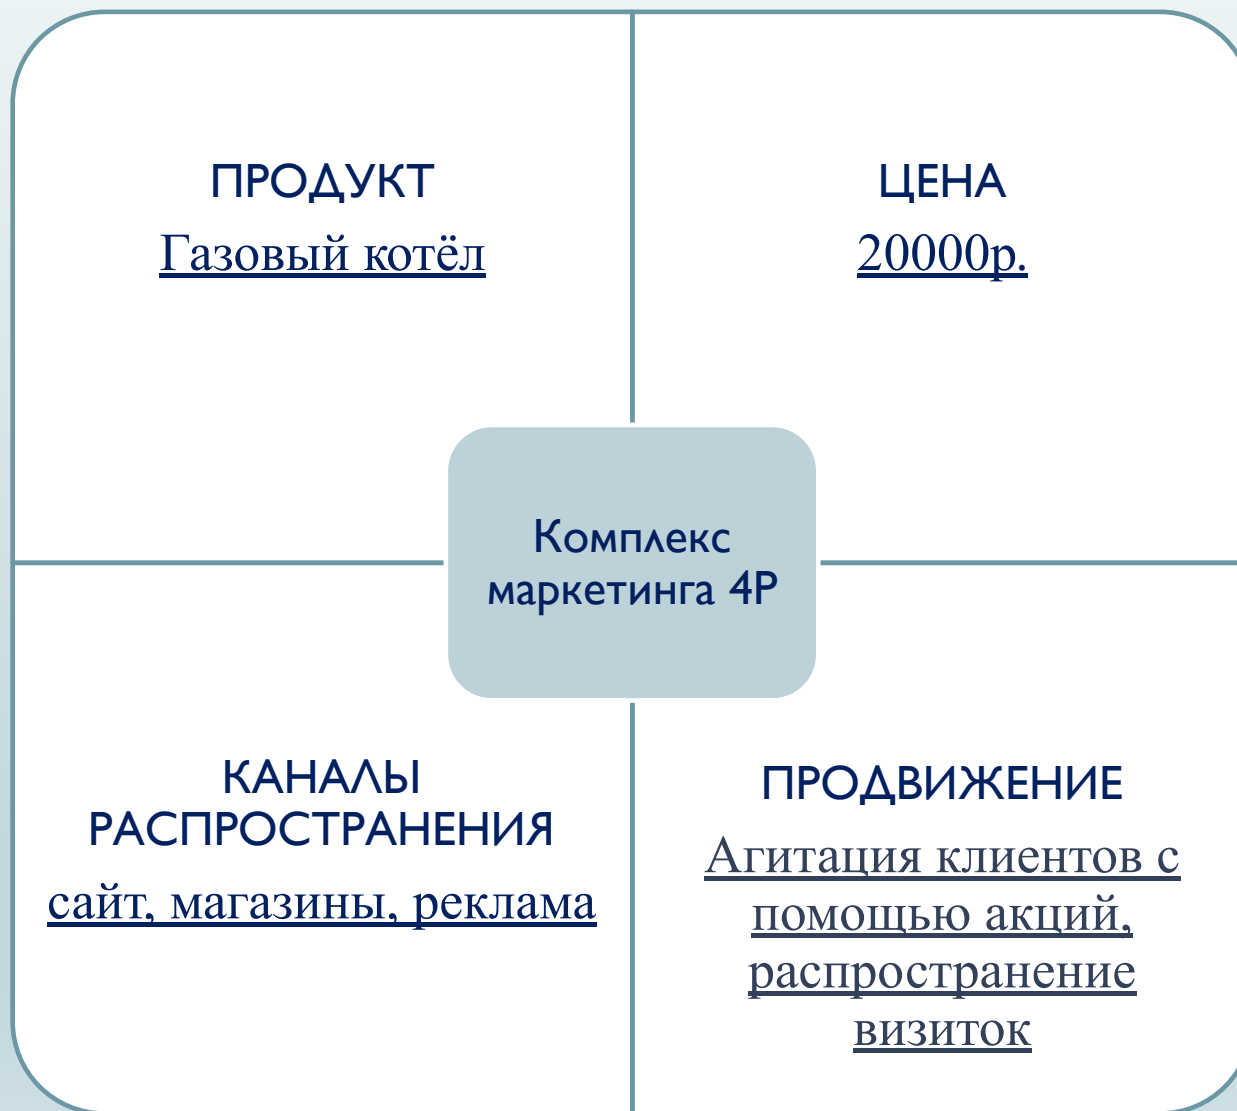 ПРОДУКТ
Газовый котёл
ЦЕНА
20000р.
Комплекс
маркетинга 4Р
КАНАЛЫ
РАСПРОСТРАНЕНИЯ
сайт, магазины, реклама
ПРОДВИЖЕНИЕ
Агитация клиентов с
помощью акций,
распространение
визиток